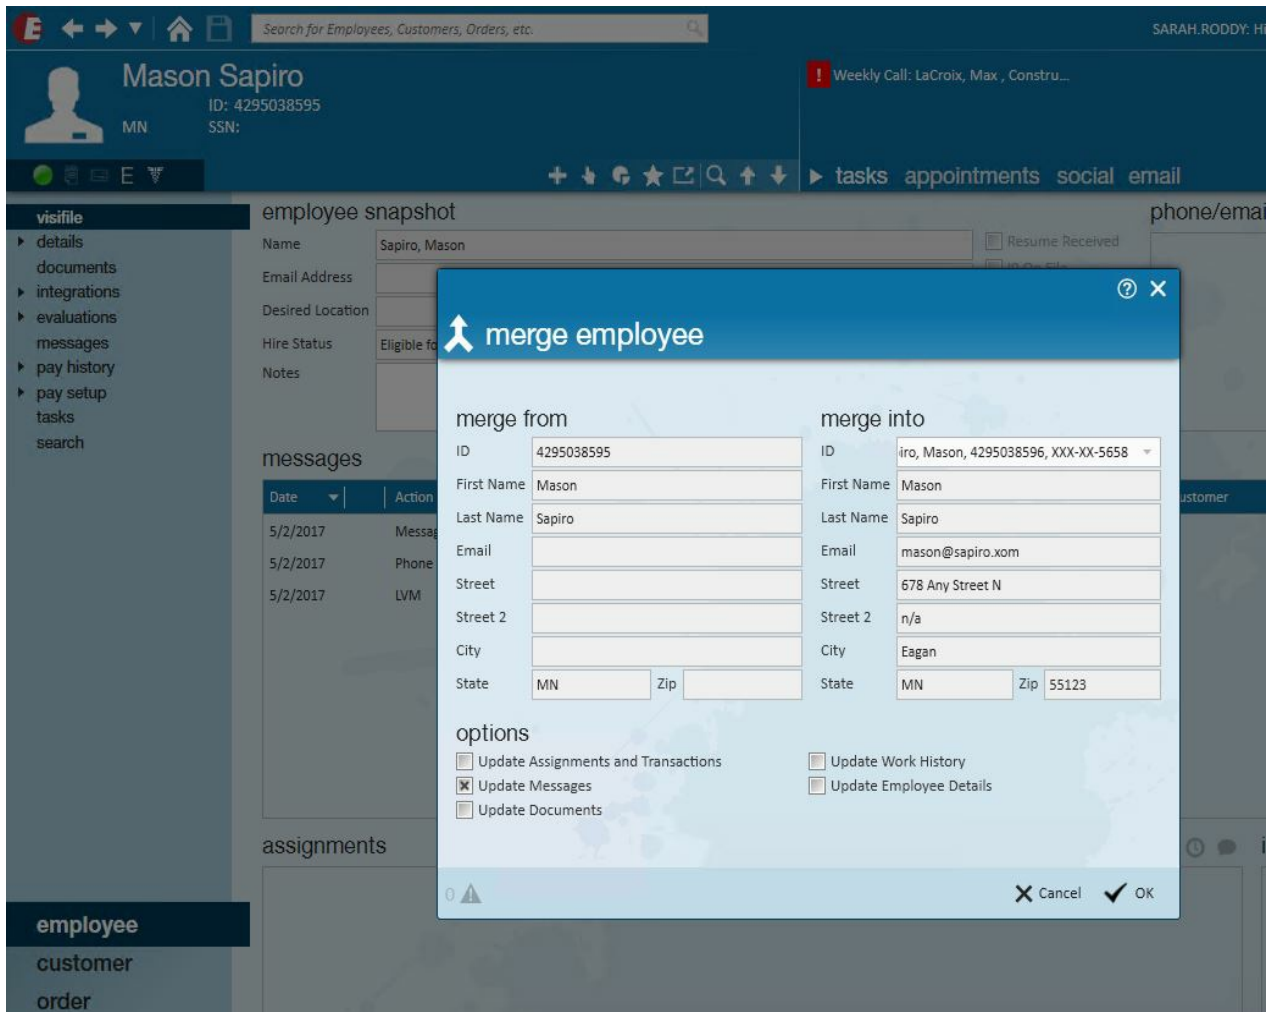 E
Search for Employees, Customers, Orders, etc.
SARAH.RODDY: Hi
Mason Sapiro
ID: 4295038595
MN
SSN:
! Weekly Call: LaCroix, Max , Constru...
E
tasks appointments social email
visifile
details
documents
integrations
evaluations
messages
pay history
pay setup
tasks
search
employee
customer
order
employee snapshot
Name Sapiro, Mason
Resume Received
Email Address
I9 On File
Desired Location
Hire Status Eligible fo
Notes
phone/emai
messages
Date Action ustomer
5/2/2017 Messag
5/2/2017 Phone
5/2/2017 LVM
assignments
merge employee
merge from
ID 4295038595
First Name Mason
Last Name Sapiro
Email
Street
Street 2
City
State MN Zip
merge into
ID iro, Mason, 4295038596, XXX-XX-5658
First Name Mason
Last Name Sapiro
Email mason@sapiro.xom
Street 678 Any Street N
Street 2 n/a
City Eagan
State MN Zip 55123
options
Update Assignments and Transactions
Update Messages
Update Documents
Update Work History
Update Employee Details
0
Cancel OK